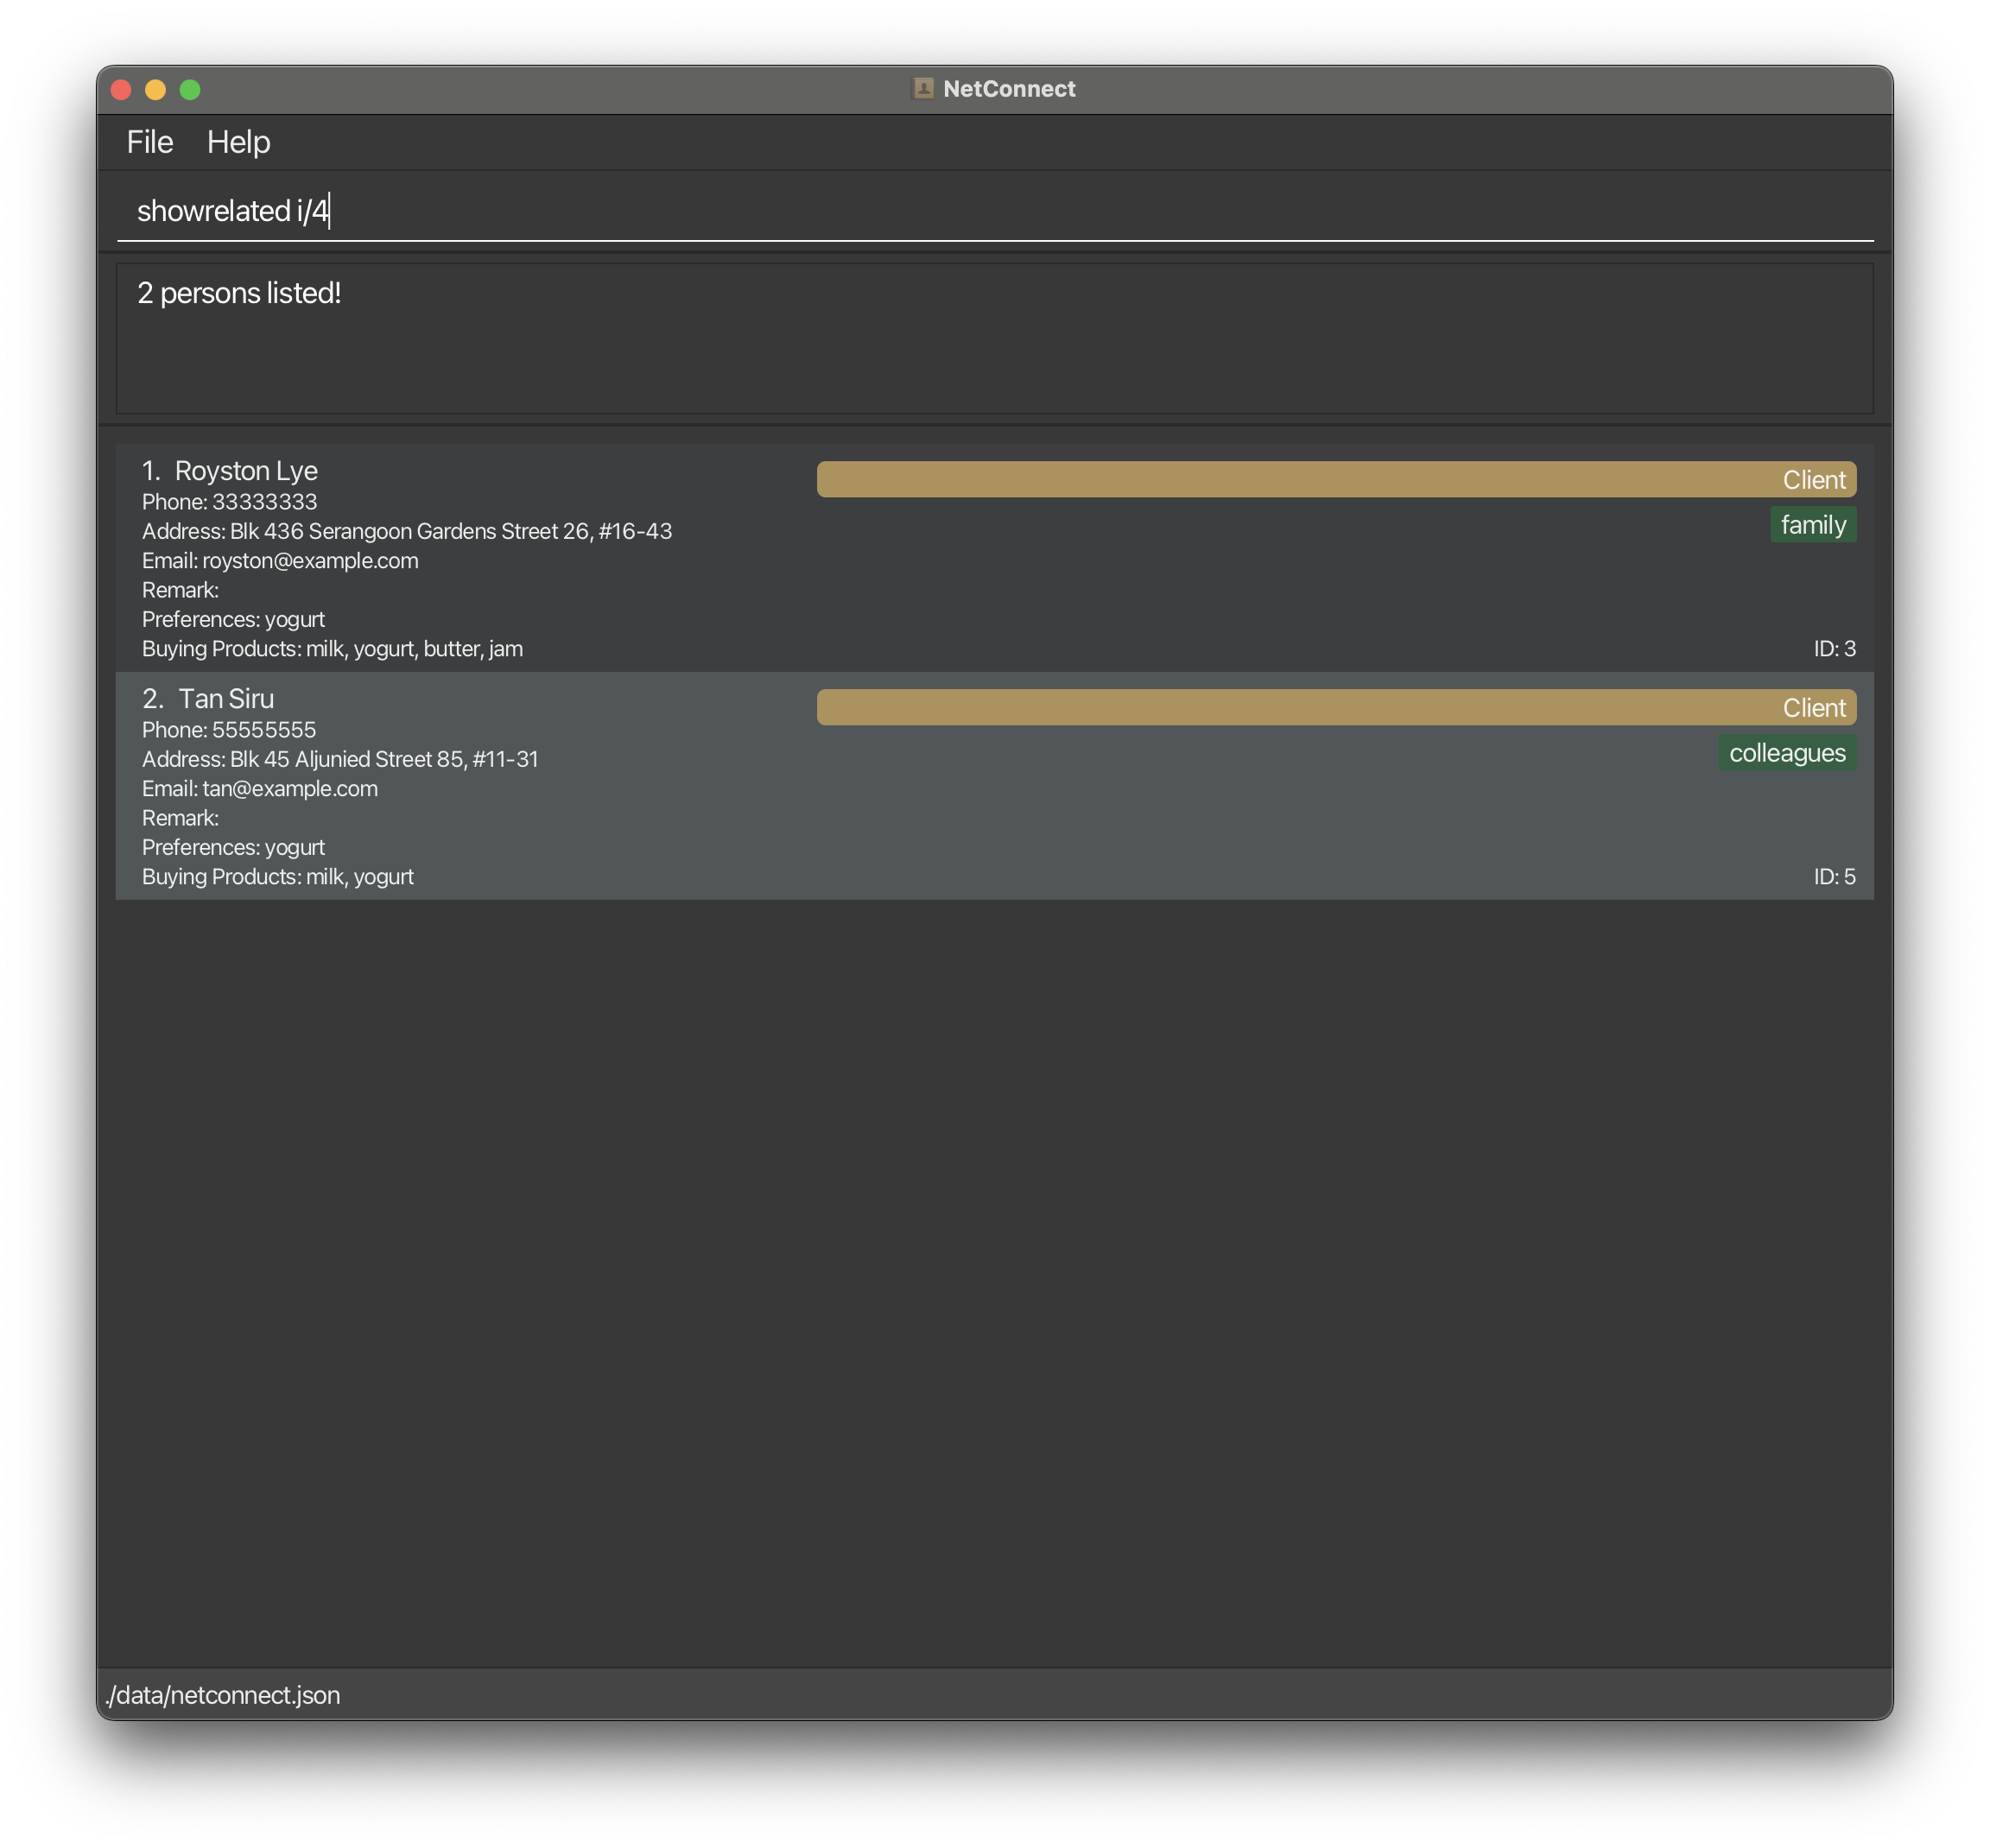 NetConnect
File Help
showrelated i/4
2 persons listed!
1. Royston Lye
Client
Phone: 33333333
family
Address: Blk 436 Serangoon Gardens Street 26, #16-43
Email: royston@example.com
Remark:
Preferences: yogurt
Buying Products: milk, yogurt, butter, jam
ID: 3
2. Tan Siru
Client
Phone: 55555555
colleagues
Address: Blk 45 Aljunied Street 85, #11-31
Email: tan@example.com
Remark:
Preferences: yogurt
Buying Products: milk, yogurt
ID: 5
./data/netconnect.json